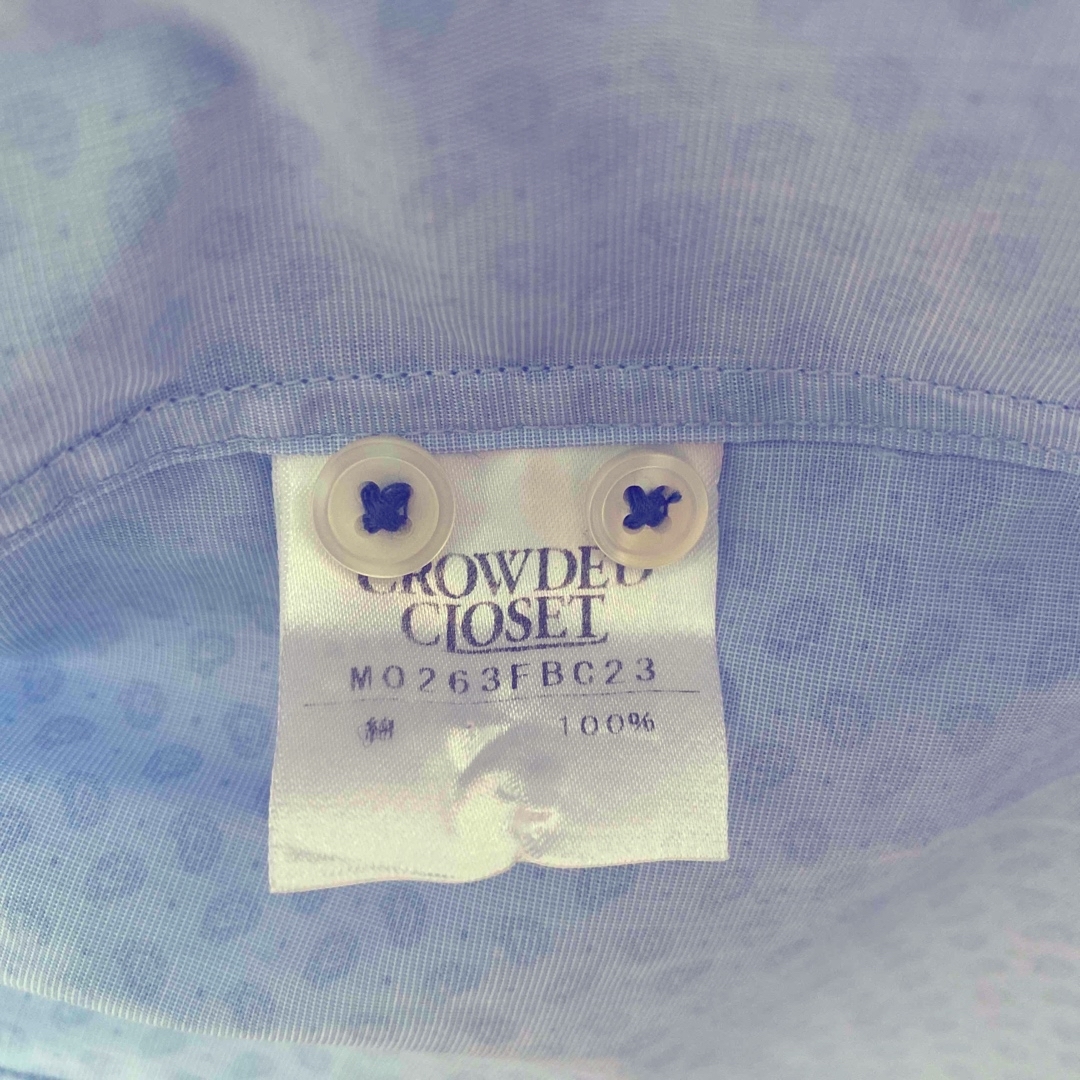 CROWDED
CLOSET
MO263FBC23
綿 100%